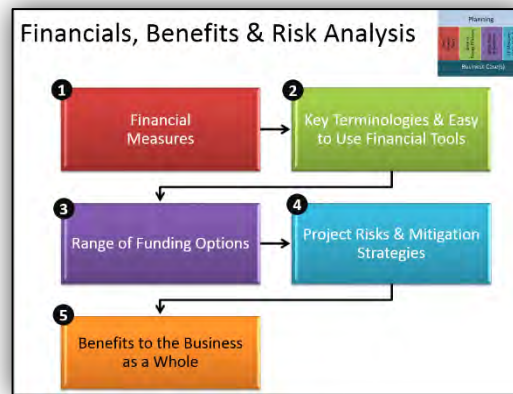 Financials, Benefits & Risk Analysis
Planning
Business Case(s)
1
Financial
Measures
2
Key Terminologies & Easy
to Use Financial Tools
3
Range of Funding Options
4
Project Risks & Mitigation
Strategies
5
Benefits to the Business
as a Whole